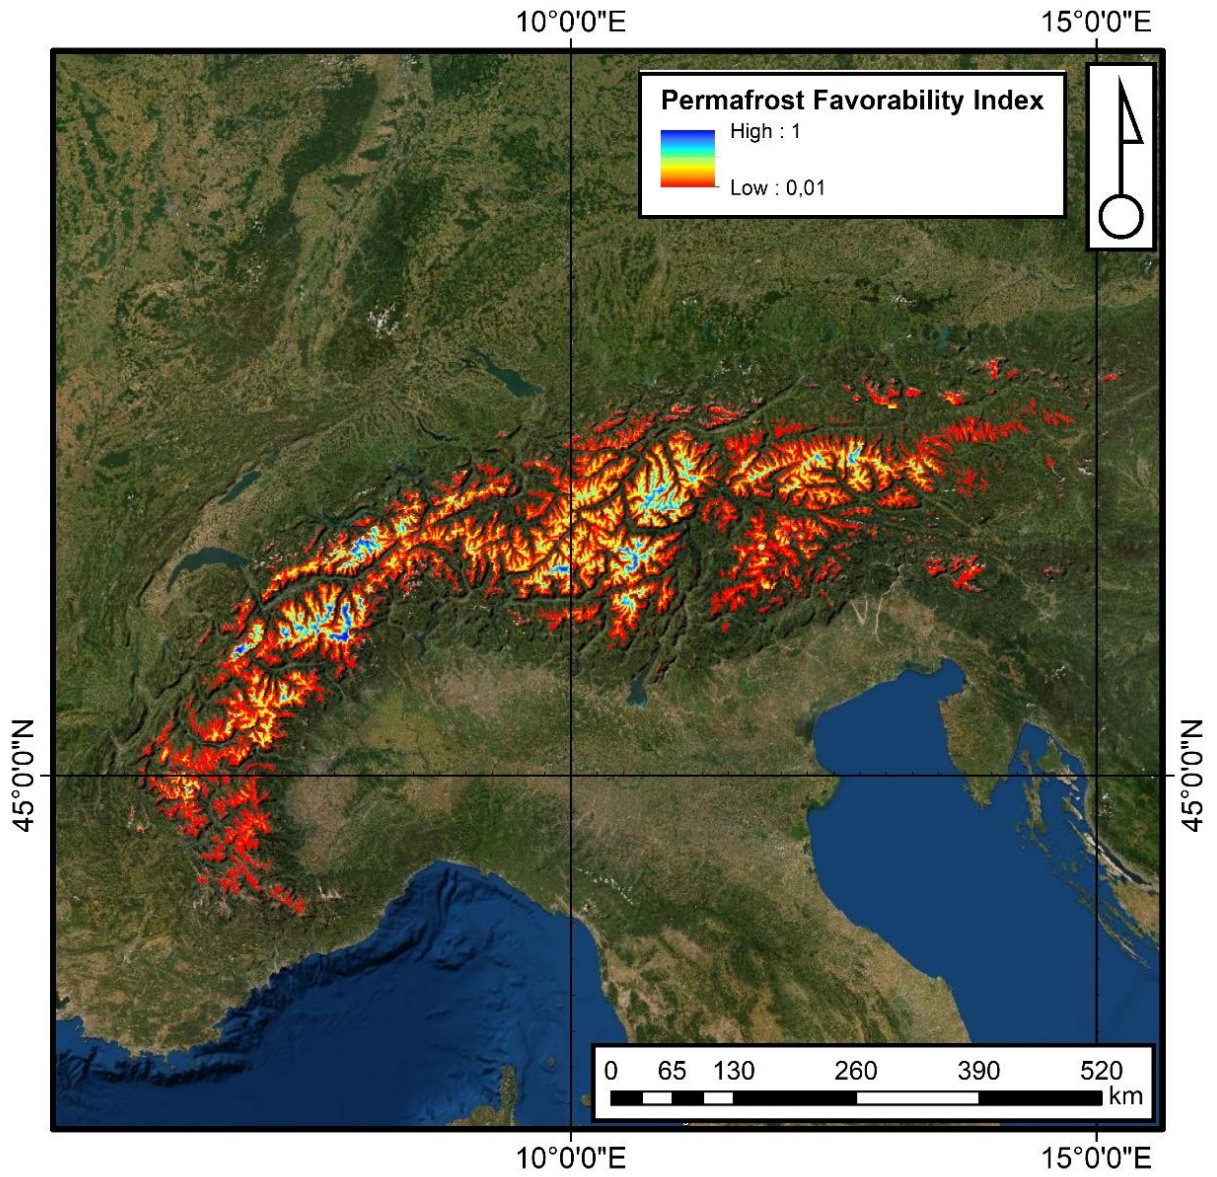 10°0'0"E 15°0'0"E
Permafrost Favorability Index
High : 1
Low : 0,01
45°0'0"N 45°0'0"N
0 65 130 260 390 520
km
10°0'0"E 15°0'0"E